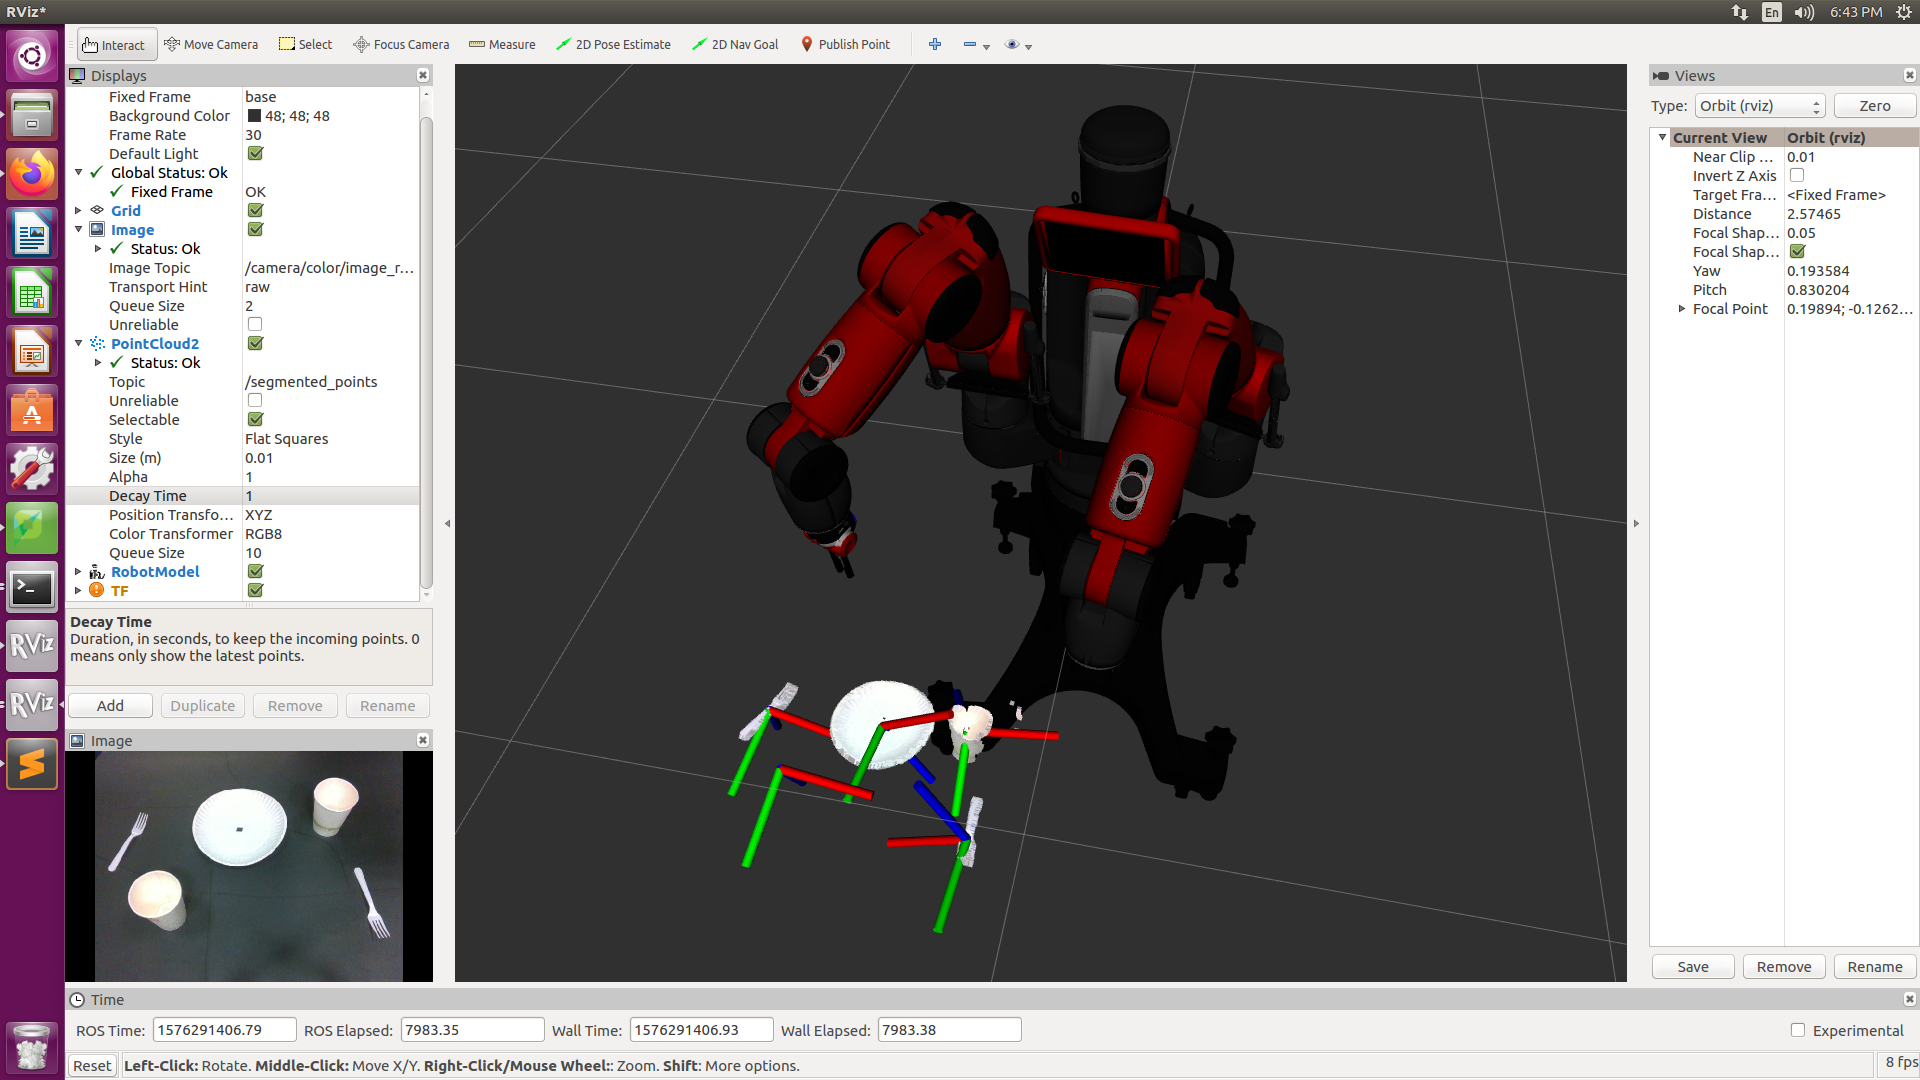 RViz*
En
6:43 PM
Interact
Move Camera
Select
Focus Camera
Measure
2D Pose Estimate
2D Nav Goal
Publish Point
Displays
Fixed Frame base
Background Color 48; 48; 48
Frame Rate 30
Default Light
Global Status: Ok
Fixed Frame OK
Grid
Image
Status: Ok
Image Topic /camera/color/image_r...
Transport Hint raw
Queue Size 2
Unreliable
PointCloud2
Status: Ok
Topic /segmented_points
Unreliable
Selectable
Style Flat Squares
Size (m) 0.01
Alpha 1
Decay Time 1
Position Transfo... XYZ
Color Transformer RGB8
Queue Size 10
RobotModel
TF
Decay Time
Duration, in seconds, to keep the incoming points. 0
means only show the latest points.
Add
Duplicate
Remove
Rename
Image
RViz
RViz
Views
Type: Orbit (rviz) Zero
Current View Orbit (rviz)
Near Clip ... 0.01
Invert Z Axis
Target Fra... <Fixed Frame>
Distance 2.57465
Focal Shap... 0.05
Focal Shap...
Yaw 0.193584
Pitch 0.830204
Focal Point 0.19894; -0.1262...
Save
Remove
Rename
Time
ROS Time: 1576291406.79 ROS Elapsed: 7983.35 Wall Time: 1576291406.93 Wall Elapsed: 7983.38 Experimental
Reset Left-Click: Rotate. Middle-Click: Move X/Y. Right-Click/Mouse Wheel:: Zoom. Shift: More options. 8 fps